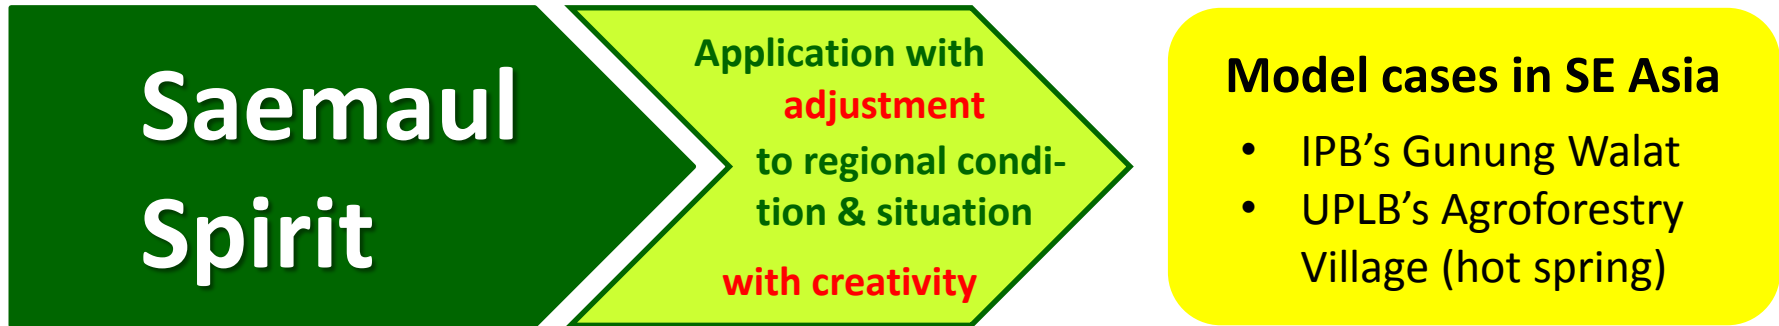 Saemaul
Spirit
Application with
adjustment
to regional condi-
tion & situation
with creativity
Model cases in SE Asia
• IPB’s Gunung Walat
• UPLB’s Agroforestry
Village (hot spring)